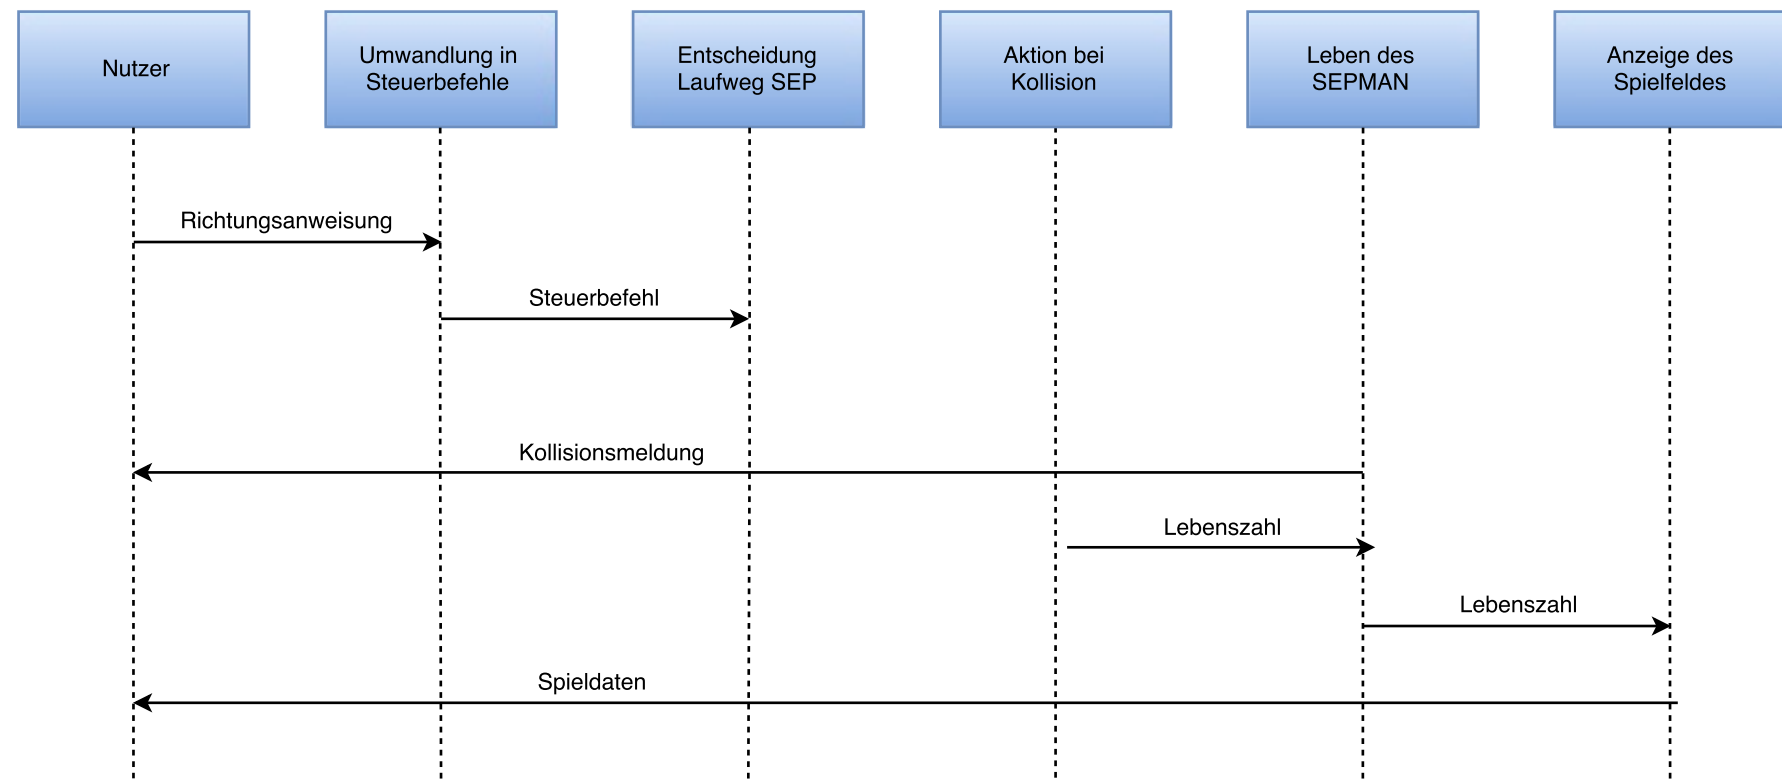 Nutzer
Umwandlung in
Steuerbefehle
Entscheidung
Laufweg SEP
Aktion bei
Kollision
Leben des
SEPMAN
Anzeige des
Spielfeldes
Richtungsanweisung
Steuerbefehl
Kollisionsmeldung
Lebenszahl
Lebenszahl
Spieldaten